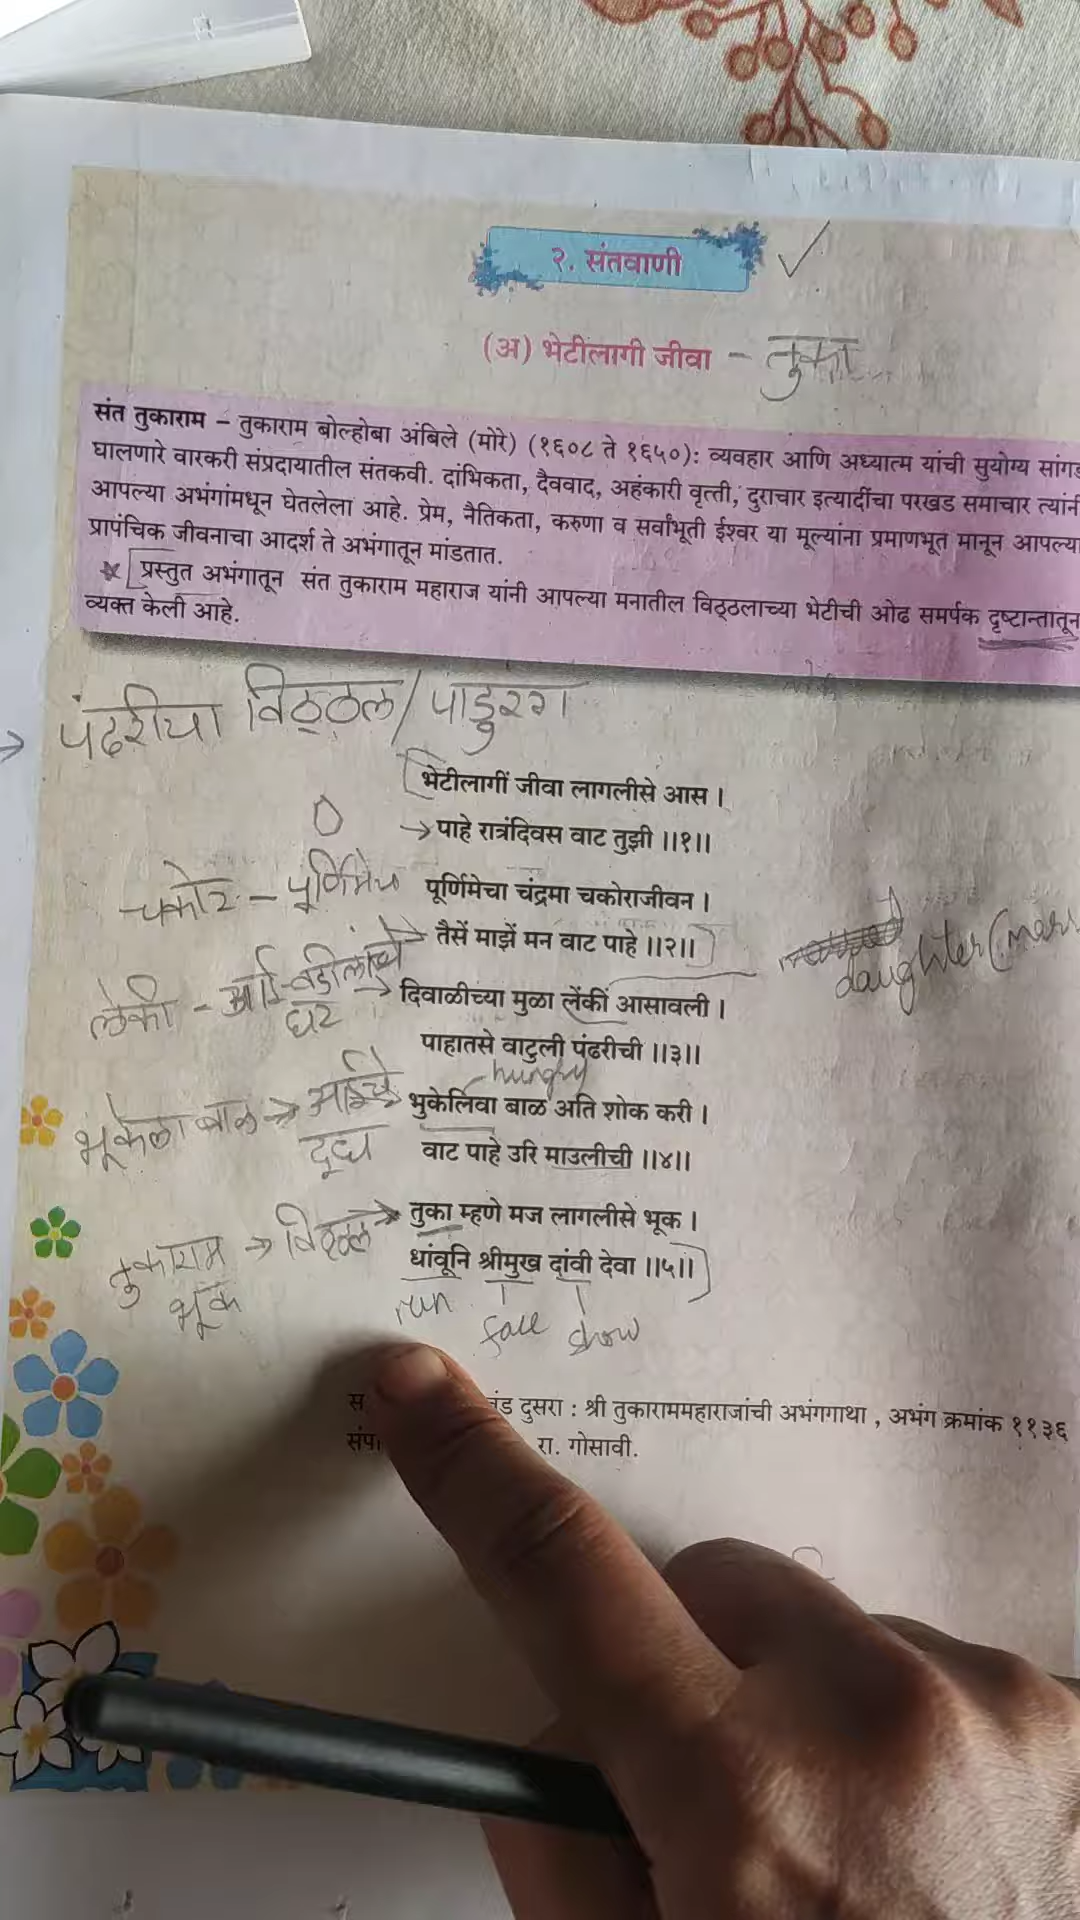 २. संतवाणी
(अ) भेटीलागी जीवा - तुका
संत तुकाराम – तुकाराम बोल्होबा अंबिले (मोरे) (१६०८ ते १६५०): व्यवहार आणि अध्यात्म यांची सुयोग्य सांगड
घालणारे वारकरी संप्रदायातील संतकवी. दांभिकता, दैववाद, अहंकारी वृत्ती, दुराचार इत्यादींचा परखड समाचार त्यांनी
आपल्या अभंगांमधून घेतलेला आहे. प्रेम, नैतिकता, करुणा व सर्वांभूती ईश्वर या मूल्यांना प्रमाणभूत मानून आपल्या
प्रापंचिक जीवनाचा आदर्श ते अभंगातून मांडतात.
प्रस्तुत अभंगातून संत तुकाराम महाराज यांनी आपल्या मनातील विठ्ठलाच्या भेटीची ओढ समर्पक दृष्टान्तातून
व्यक्त केली आहे.
→ पंढरीचा विठ्ठल/पाडुरंग
भेटीलागीं जीवा लागलीसे आस ।
→ पाहे रात्रंदिवस वाट तुझी ।।१।।
चकोर - पूर्णिमेचा पूर्णिमेचा चंद्रमा चकोराजीवन ।
तैसें माझें मन वाट पाहे ।।२।।
daughter
लेकी - आई-वडीलांचे घर → दिवाळीच्या मुळा लेंकीं आसावली ।
पाहातसे वाटुली पंढरीची ।।३।।
hungry
भूकेला बाळ → आईचे दूध भुकेलिवा बाळ अति शोक करी ।
वाट पाहे उरि माउलीची ।।४।।
तुकाराम → विठ्ठल → तुका म्हणे मज लागलीसे भूक ।
भूक धांवूनि श्रीमुख दांवी देवा ।।५।।
run face show
स ंड दुसरा : श्री तुकाराममहाराजांची अभंगगाथा , अभंग क्रमांक ११३६
संपा रा. गोसावी.